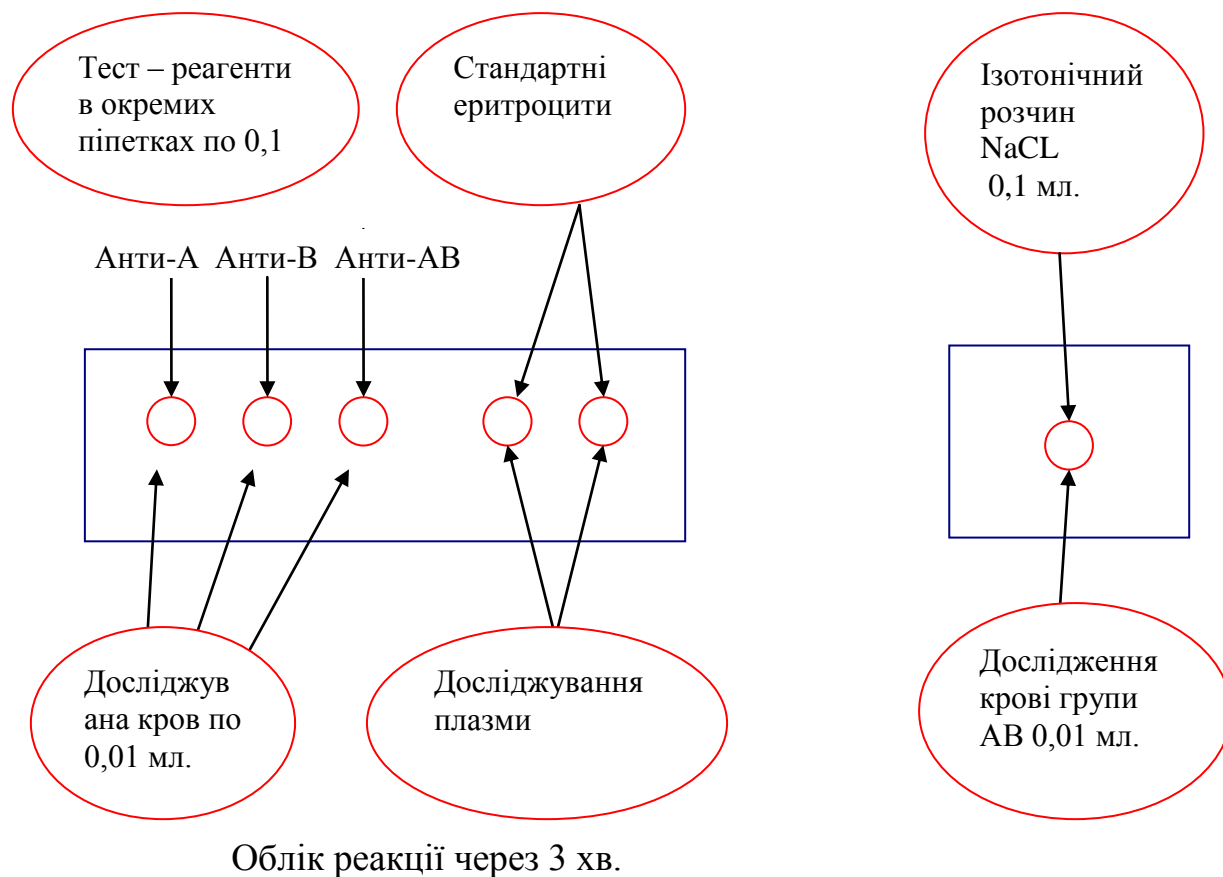 Тест – реагенти
в окремих
піпетках по 0,1
Стандартні
еритроцити
Ізотонічний
розчин
NaCL
0,1 мл.
Анти-А Анти-В Анти-АВ
Досліджув
ана кров по
0,01 мл.
Досліджування
плазми
Дослідження
крові групи
АВ 0,01 мл.
Облік реакції через 3 хв.